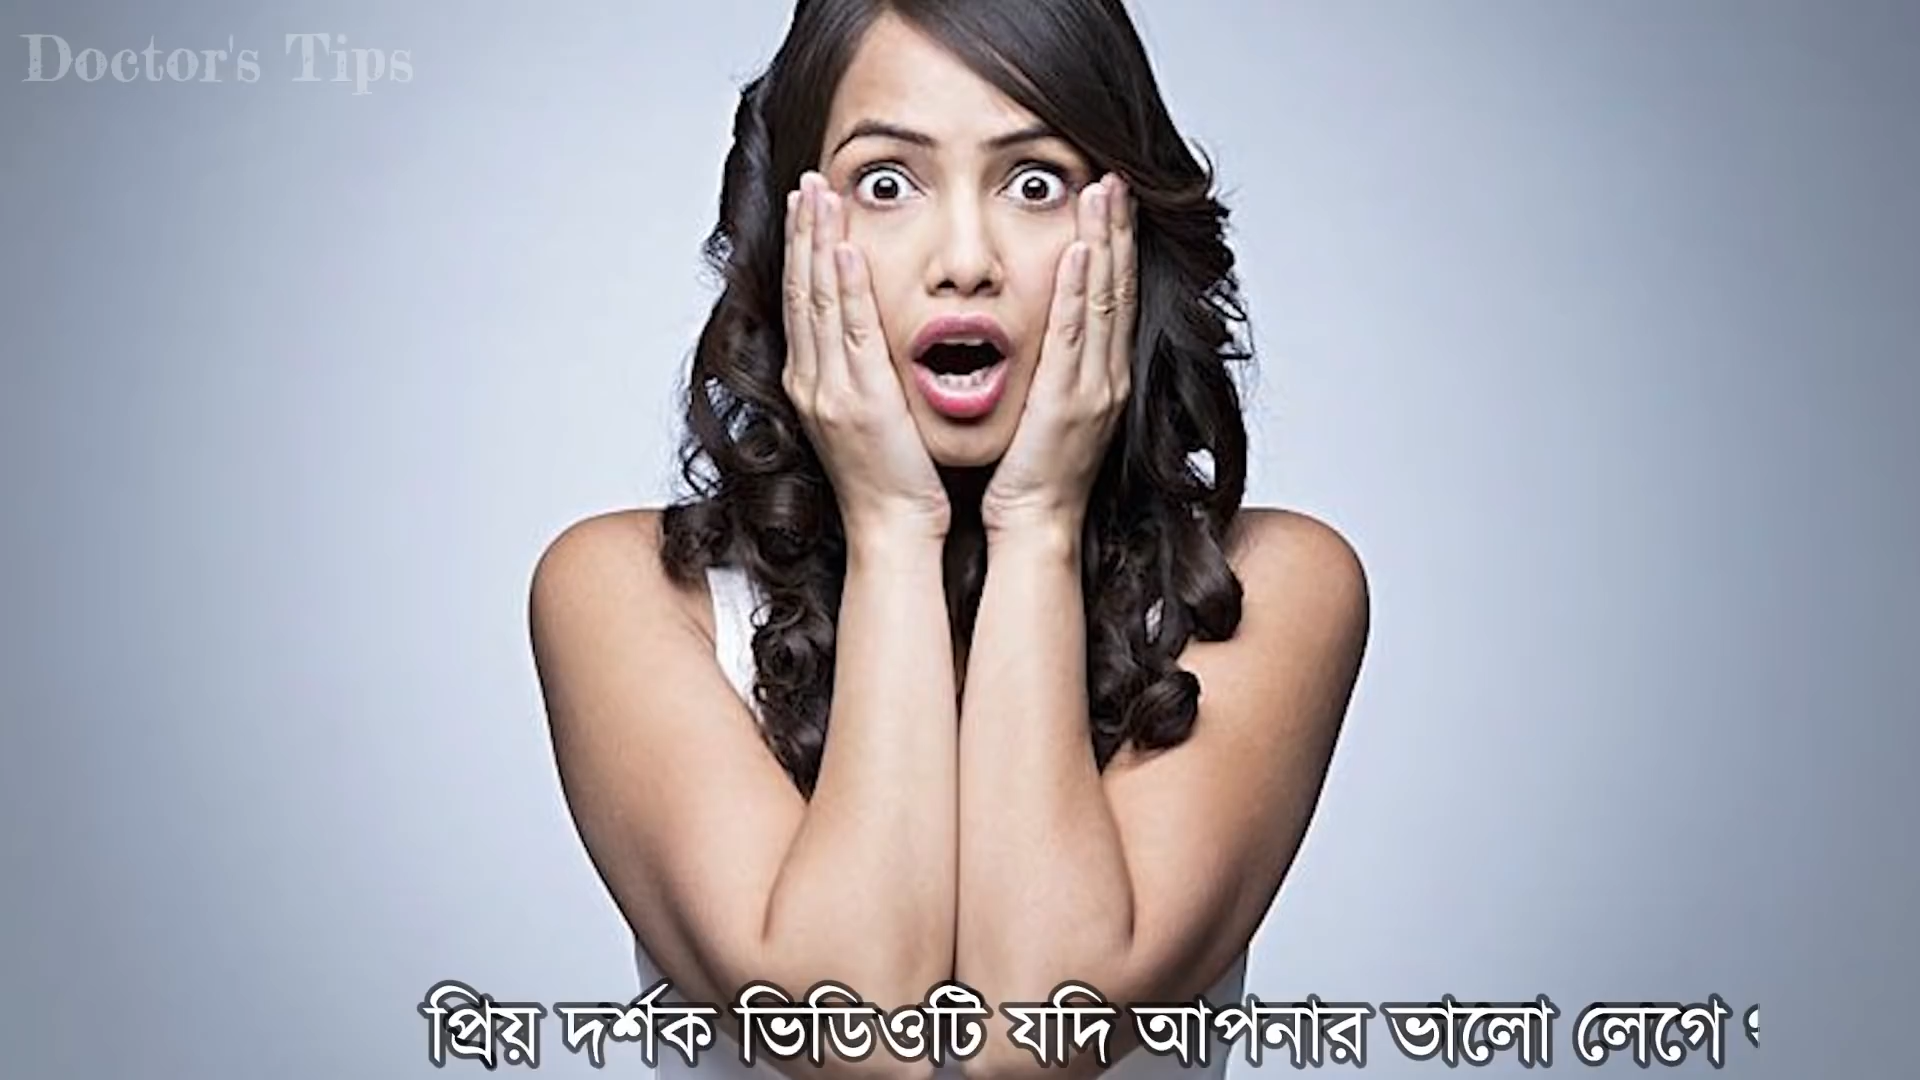 Doctor's Tips
প্রিয় দর্শক ভিডিওটি যদি আপনার ভালো লেগে